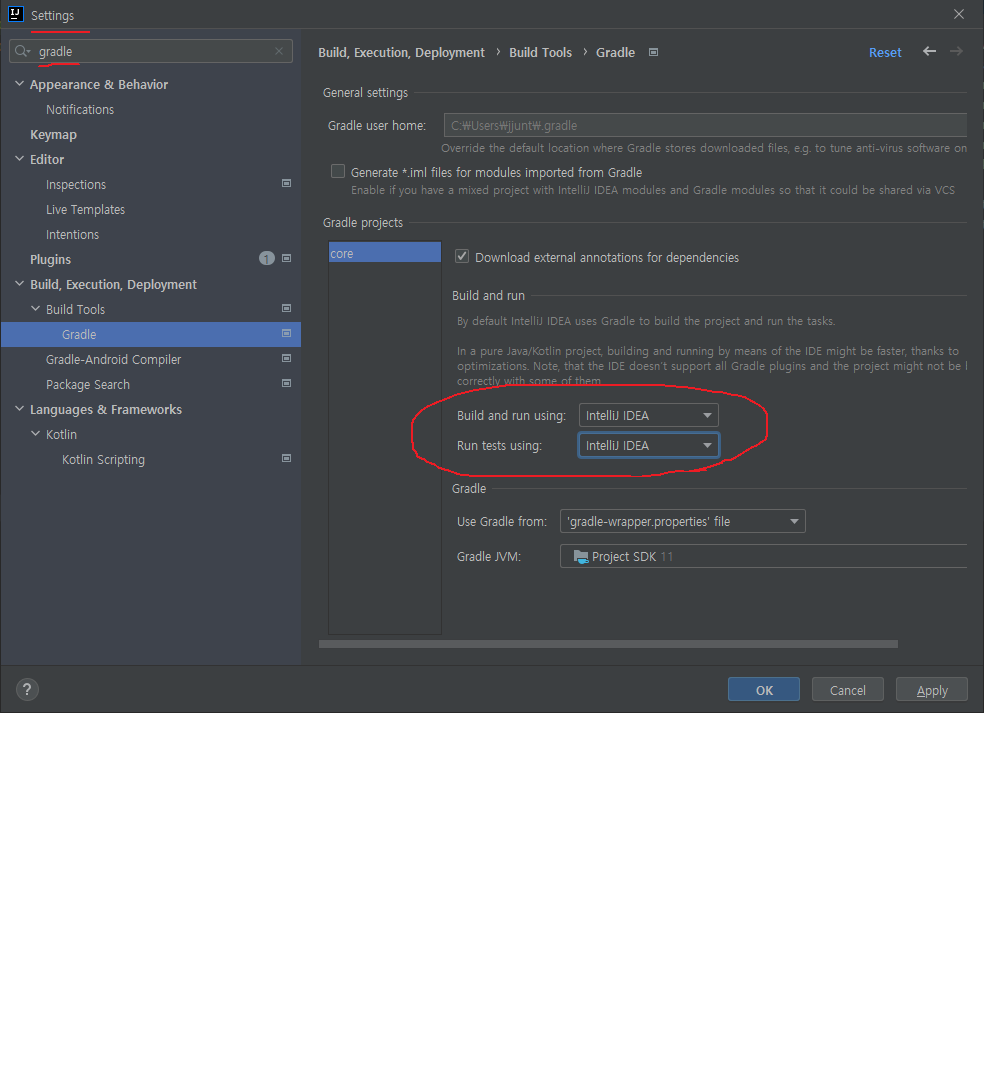 IJ
Settings
gradle
Appearance & Behavior
Notifications
Keymap
Editor
Inspections
Live Templates
Intentions
Plugins
1
Build, Execution, Deployment
Build Tools
Gradle
Gradle-Android Compiler
Package Search
Languages & Frameworks
Kotlin
Kotlin Scripting
Build, Execution, Deployment › Build Tools › Gradle
Reset
General settings
Gradle user home: C:₩Users₩jjunt₩.gradle
Override the default location where Gradle stores downloaded files, e.g. to tune anti-virus software on
Generate *.iml files for modules imported from Gradle
Enable if you have a mixed project with IntelliJ IDEA modules and Gradle modules so that it could be shared via VCS
Gradle projects
core
Download external annotations for dependencies
Build and run
By default IntelliJ IDEA uses Gradle to build the project and run the tasks.
In a pure Java/Kotlin project, building and running by means of the IDE might be faster, thanks to
optimizations. Note, that the IDE doesn't support all Gradle plugins and the project might not be
correctly with some of them.
Build and run using: IntelliJ IDEA
Run tests using: IntelliJ IDEA
Gradle
Use Gradle from: 'gradle-wrapper.properties' file
Gradle JVM: Project SDK 11
?
OK
Cancel
Apply